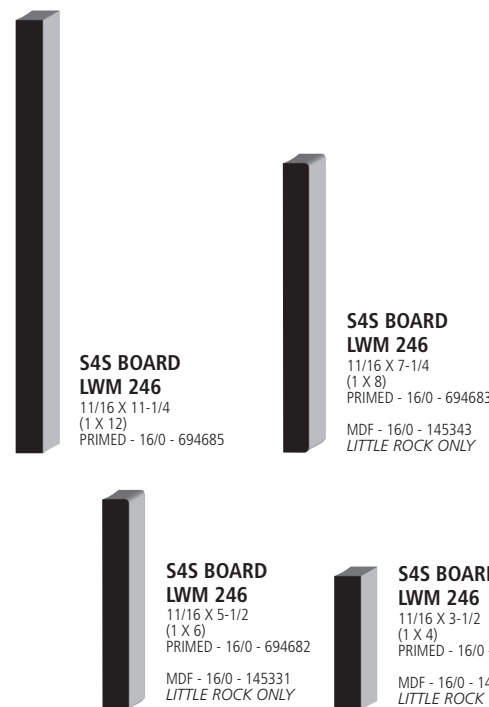 S4S BOARD
LWM 246
11/16 X 11-1/4
(1 X 12)
PRIMED - 16/0 - 694685
S4S BOARD
LWM 246
11/16 X 7-1/4
(1 X 8)
PRIMED - 16/0 - 694683
MDF - 16/0 - 145343
LITTLE ROCK ONLY
S4S BOARD
LWM 246
11/16 X 5-1/2
(1 X 6)
PRIMED - 16/0 - 694682
MDF - 16/0 - 145331
LITTLE ROCK ONLY
S4S BOARD
LWM 246
11/16 X 3-1/2
(1 X 4)
PRIMED - 16/0 -
MDF - 16/0 -
LITTLE ROCK